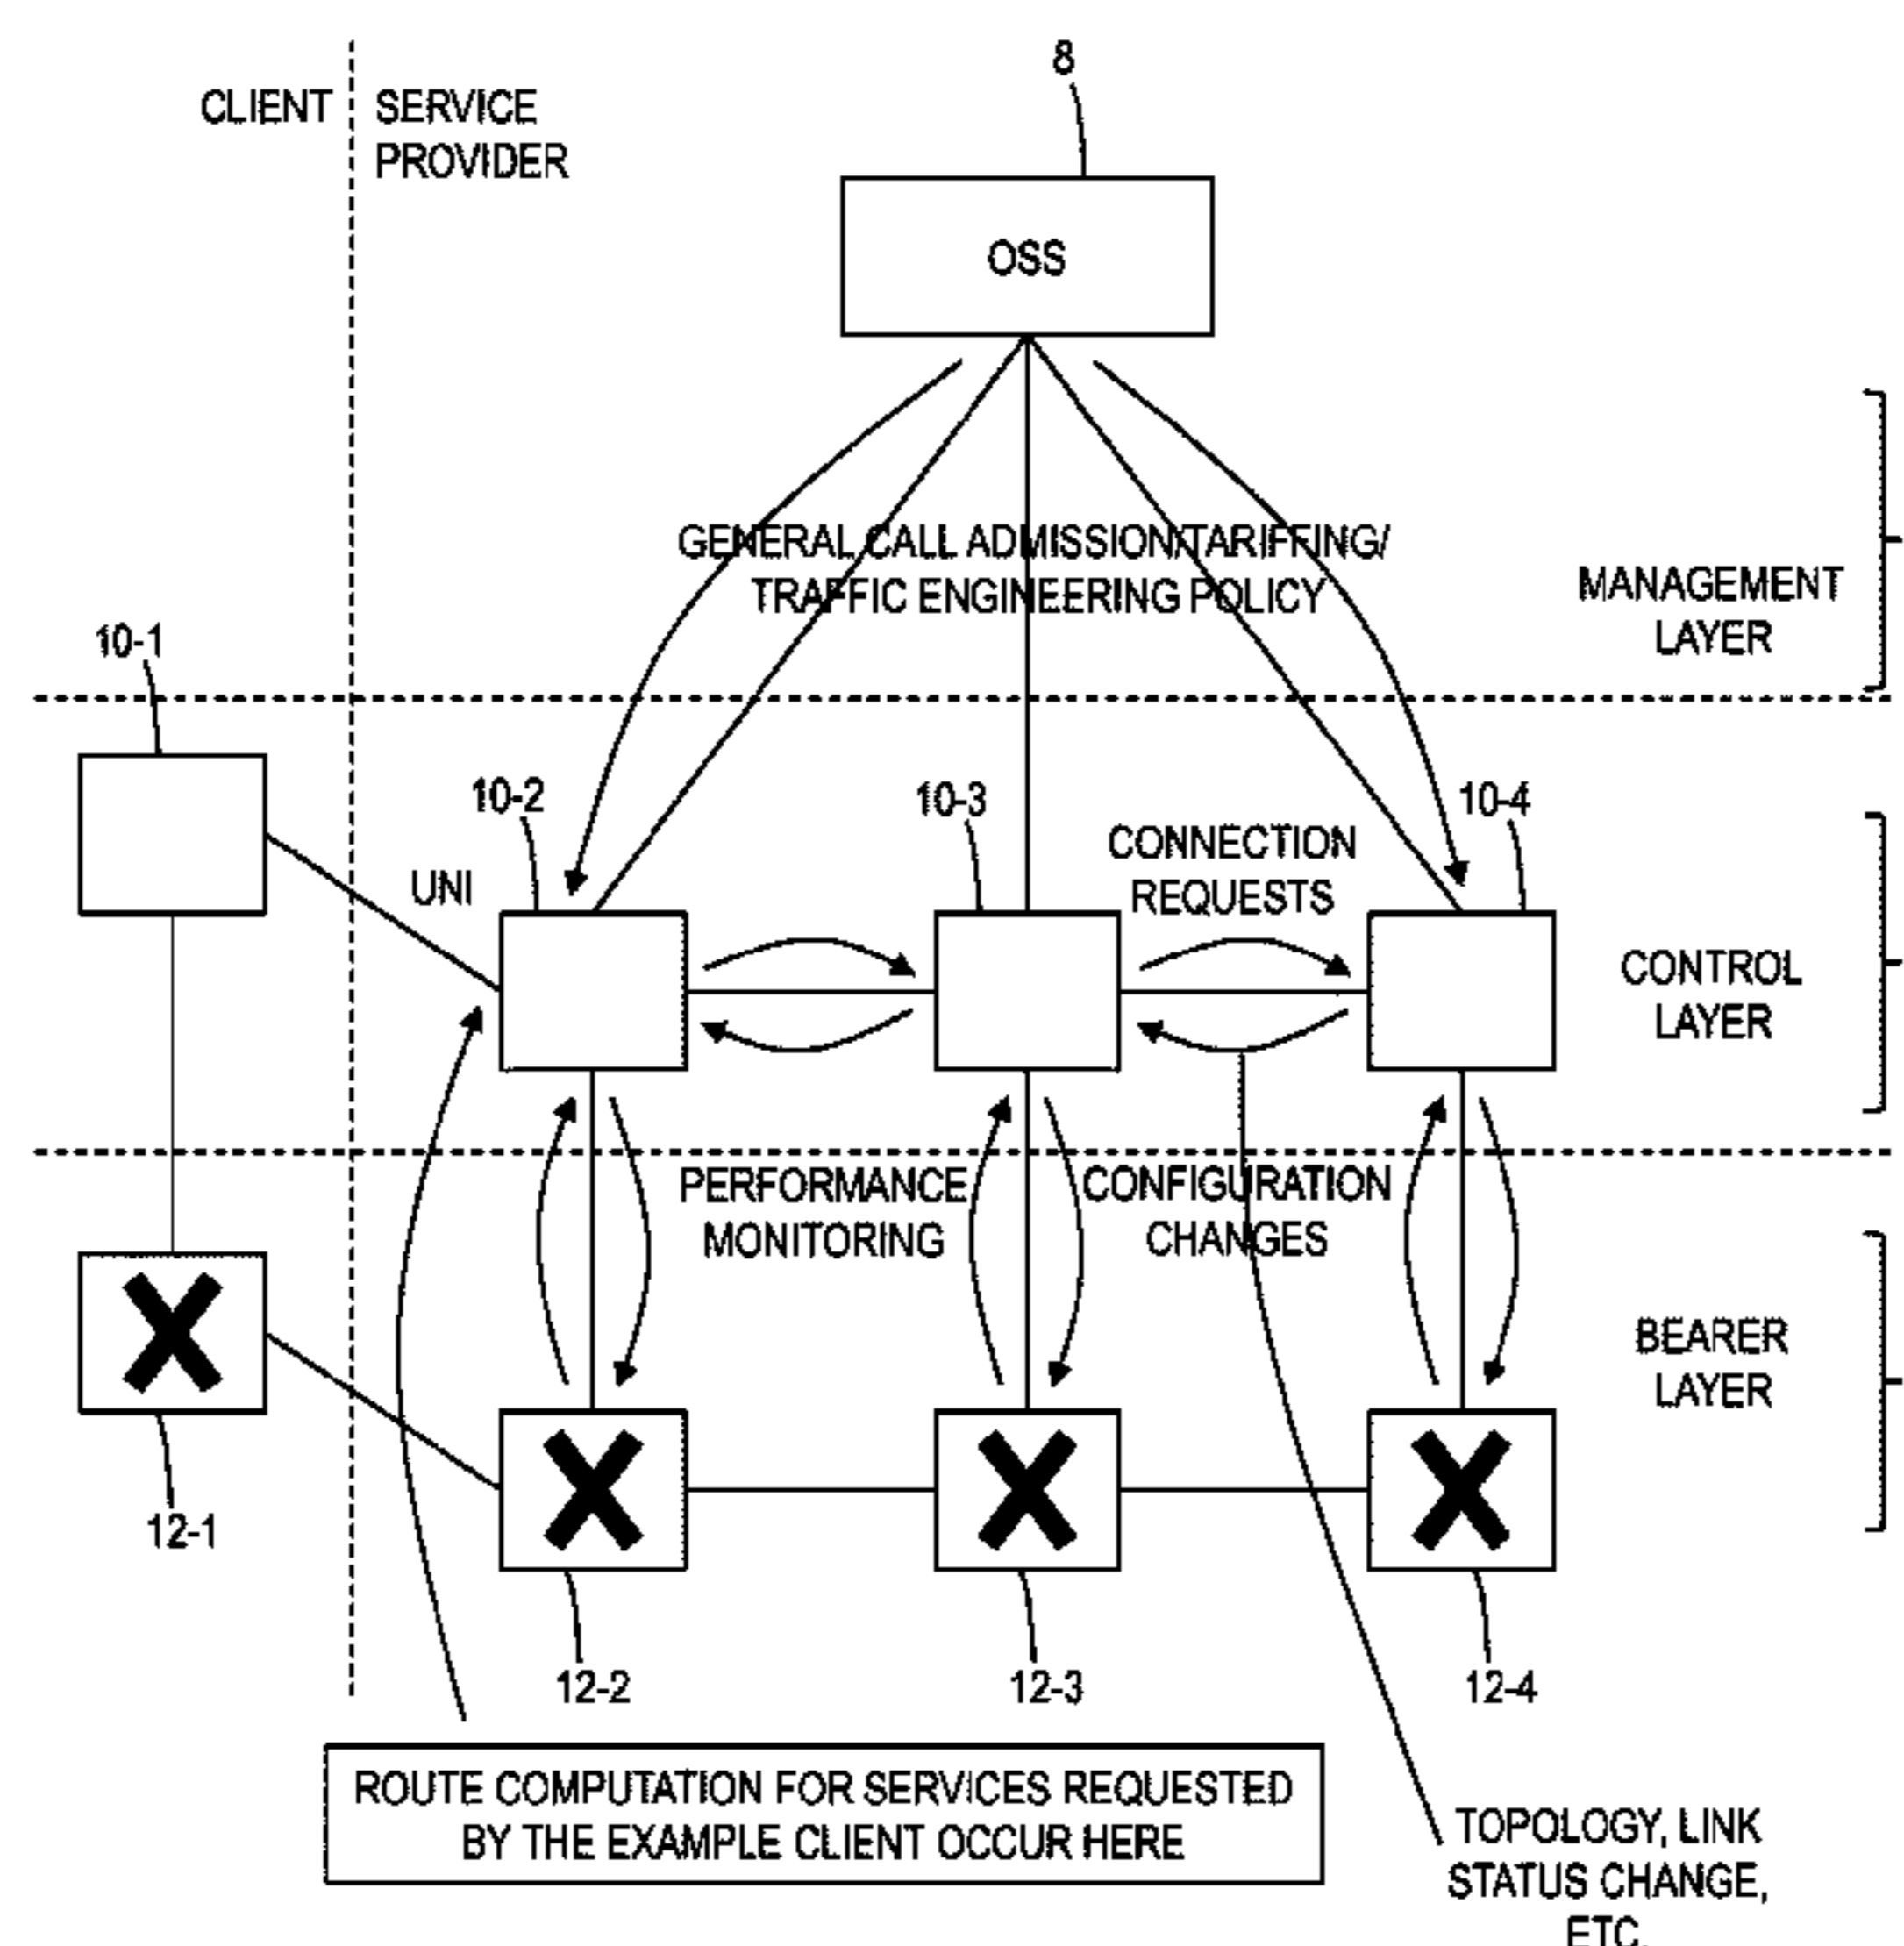 8
CLIENT
SERVICE
PROVIDER
OSS
GENERAL CALL ADMISSION/TARIFFING/
TRAFFIC ENGINEERING POLICY
MANAGEMENT
LAYER
10-1
10-2
10-3
10-4
CONNECTION
REQUESTS
UNI
CONTROL
LAYER
PERFORMANCE
MONITORING
CONFIGURATION
CHANGES
BEARER
LAYER
12-1
12-2
12-3
12-4
ROUTE COMPUTATION FOR SERVICES REQUESTED
BY THE EXAMPLE CLIENT OCCUR HERE
TOPOLOGY, LINK
STATUS CHANGE,
ETC.